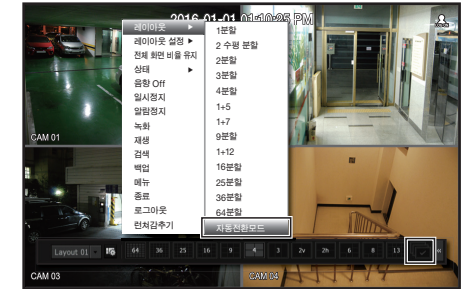 2016-01-01 01:10:25 PM
레이아웃 ▶
레이아웃 설정 ▶
전체 화면 비율 유지
상태 ▶
음향 Off
일시정지
알람정지
녹화
재생
검색
백업
메뉴
종료
로그아웃
런처감추기
1분할
2 수평 분할
2분할
3분할
4분할
1+5
1+7
9분할
1+12
16분할
25분할
36분할
64분할
자동전환모드
CAM 01
Layout 01
64 36 25 16 9 4 3 2v 2h 6 8 13 «
CAM 03
CAM 04